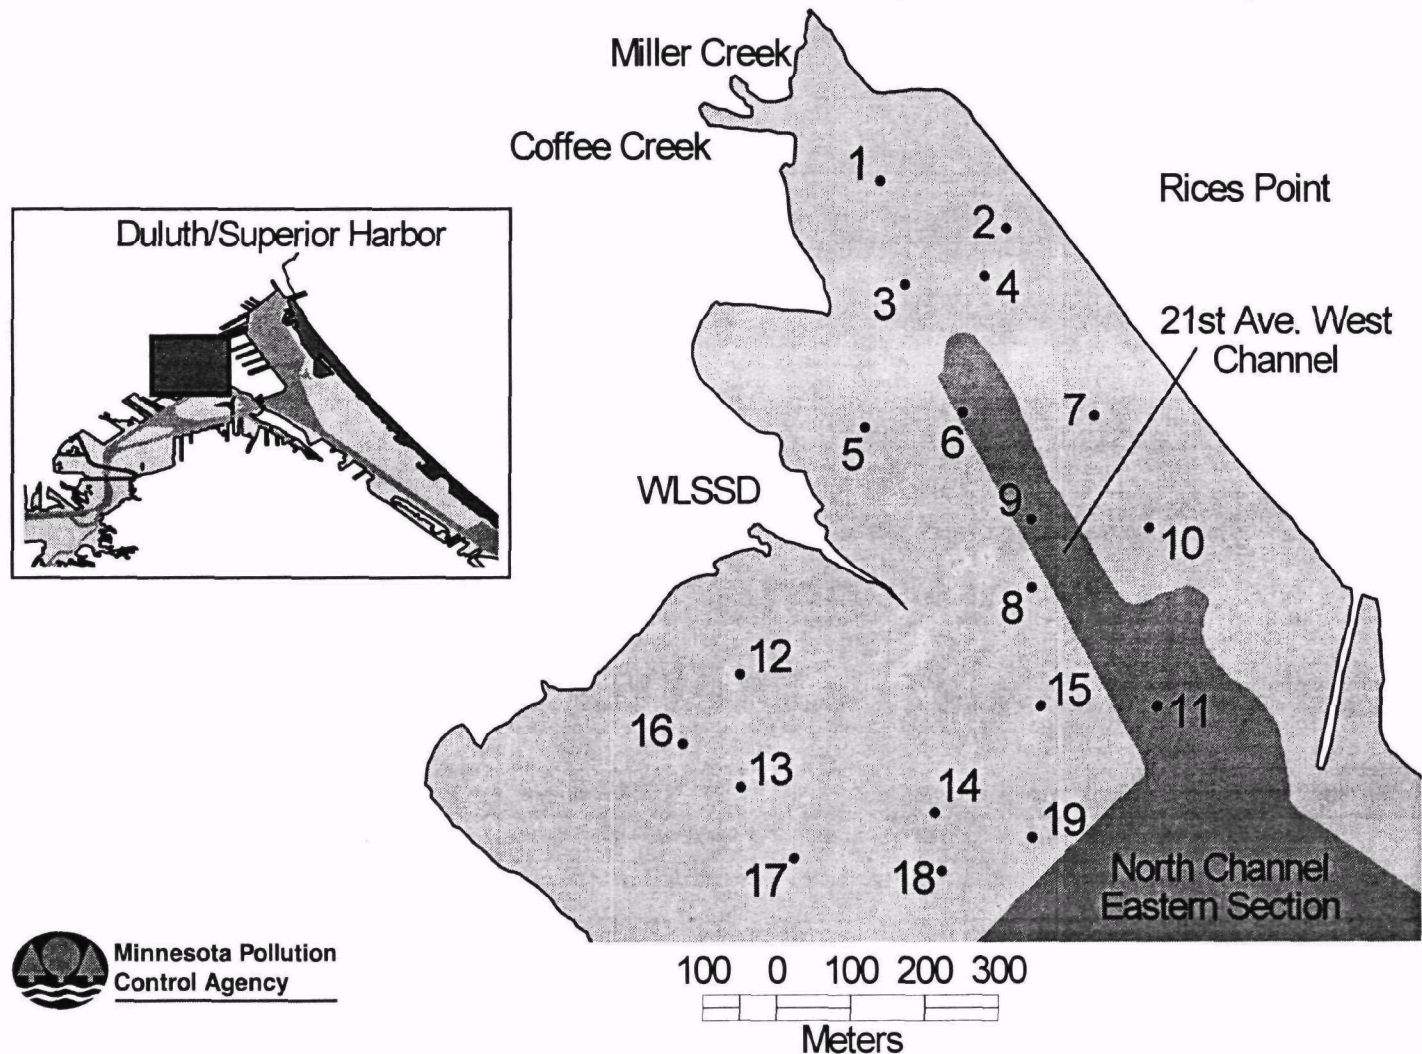 Miller Creek
Coffee Creek
1
Rices Point
2
Duluth/Superior Harbor
4
3
21st Ave. West
Channel
7
5
6
WLSSD
9
10
8
12
15
11
16
13
14
19
17
18
North Channel
Eastern Section
Minnesota Pollution
Control Agency
100 0 100 200 300
Meters